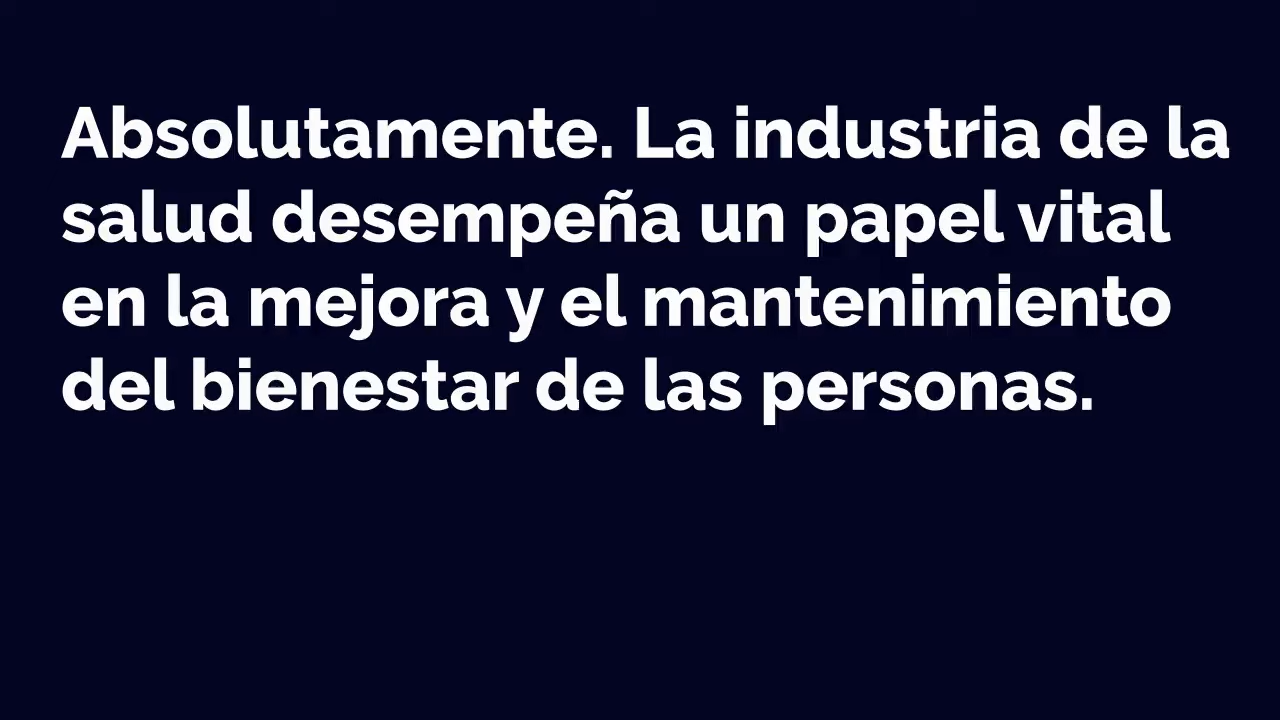 Absolutamente. La industria de la
salud desempeña un papel vital
en la mejora y el mantenimiento
del bienestar de las personas.